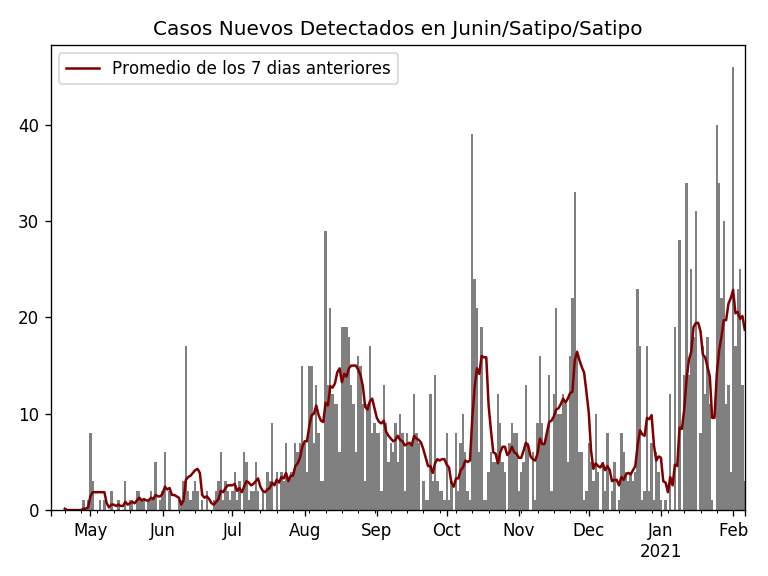 Casos Nuevos Detectados en Junin/Satipo/Satipo
Promedio de los 7 dias anteriores
40
30
20
10
0
May Jun Jul Aug Sep Oct Nov Dec Jan Feb
2021